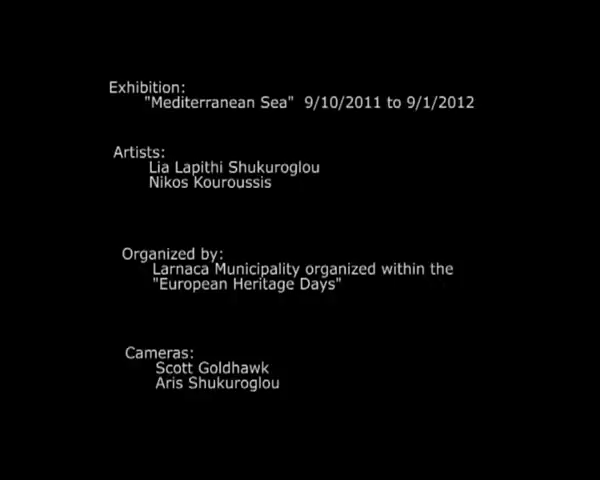 Exhibition:
"Mediterranean Sea" 9/10/2011 to 9/1/2012
Artists:
Lia Lapithi Shukuroglou
Nikos Kouroussis
Organized by:
Larnaca Municipality organized within the
"European Heritage Days"
Cameras:
Scott Goldhawk
Aris Shukuroglou